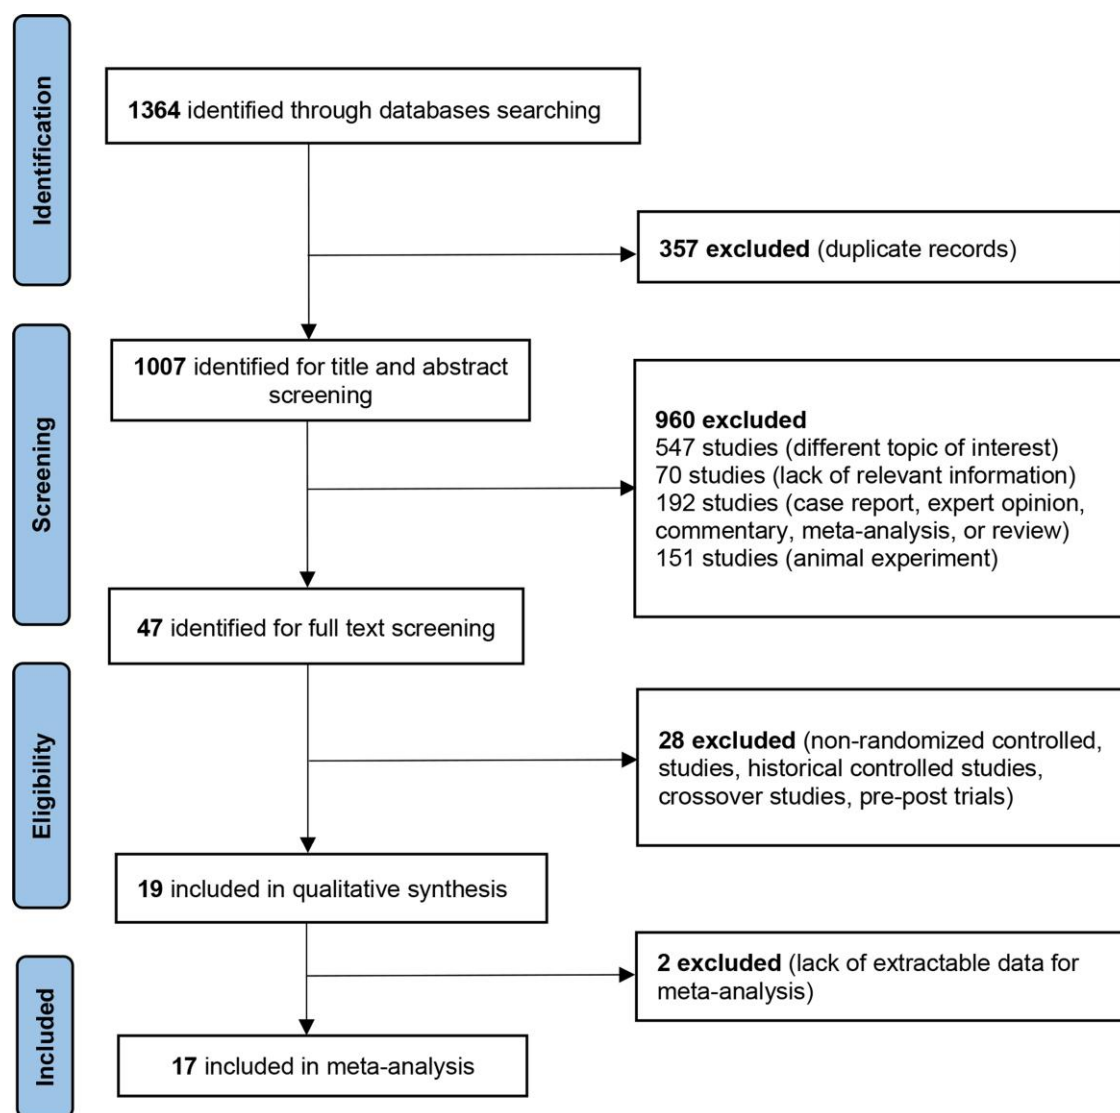 Identification
1364 identified through databases searching
357 excluded (duplicate records)
Screening
1007 identified for title and abstract
screening
960 excluded
547 studies (different topic of interest)
70 studies (lack of relevant information)
192 studies (case report, expert opinion,
commentary, meta-analysis, or review)
151 studies (animal experiment)
47 identified for full text screening
Eligibility
28 excluded (non-randomized controlled,
studies, historical controlled studies,
crossover studies, pre-post trials)
19 included in qualitative synthesis
Included
2 excluded (lack of extractable data for
meta-analysis)
17 included in meta-analysis